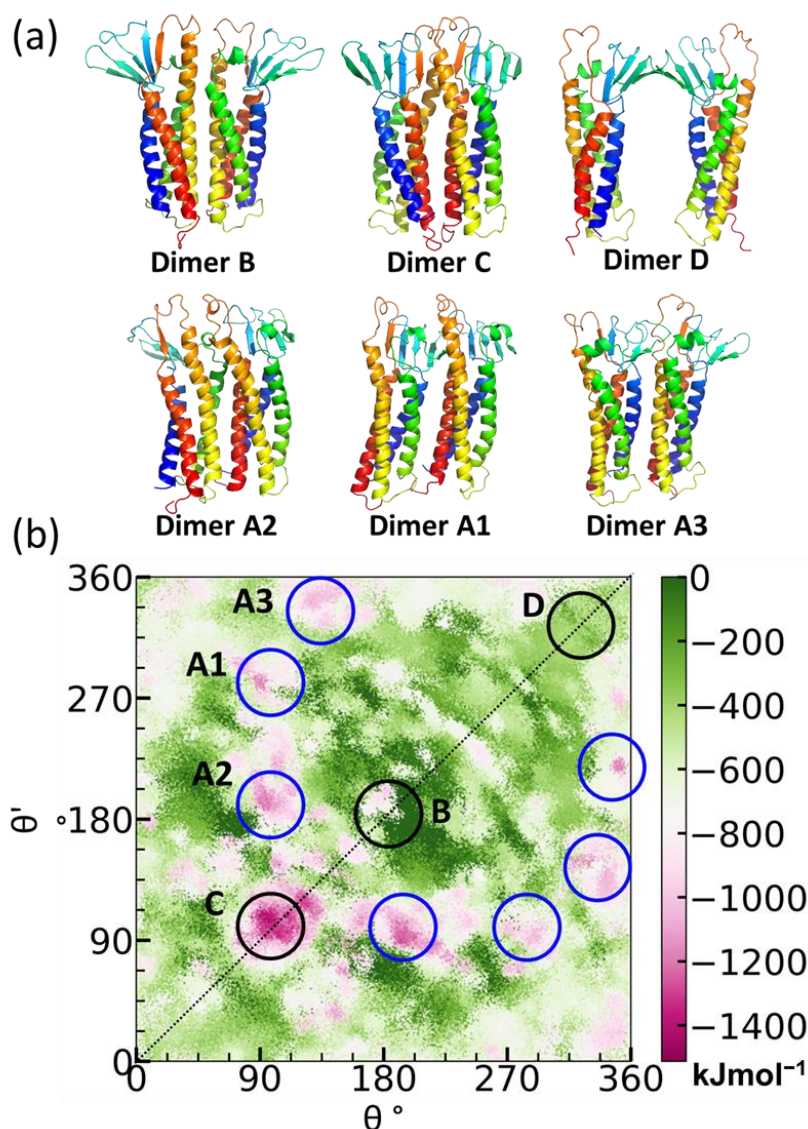 (a)
Dimer B Dimer C Dimer D
Dimer A2 Dimer A1 Dimer A3
(b)
360
270
180
90
0
θ'
°
A3
A1
A2
C
B
D
0 90 180 270 360
θ °
0
−200
−400
−600
−800
−1000
−1200
−1400
kJmol⁻¹